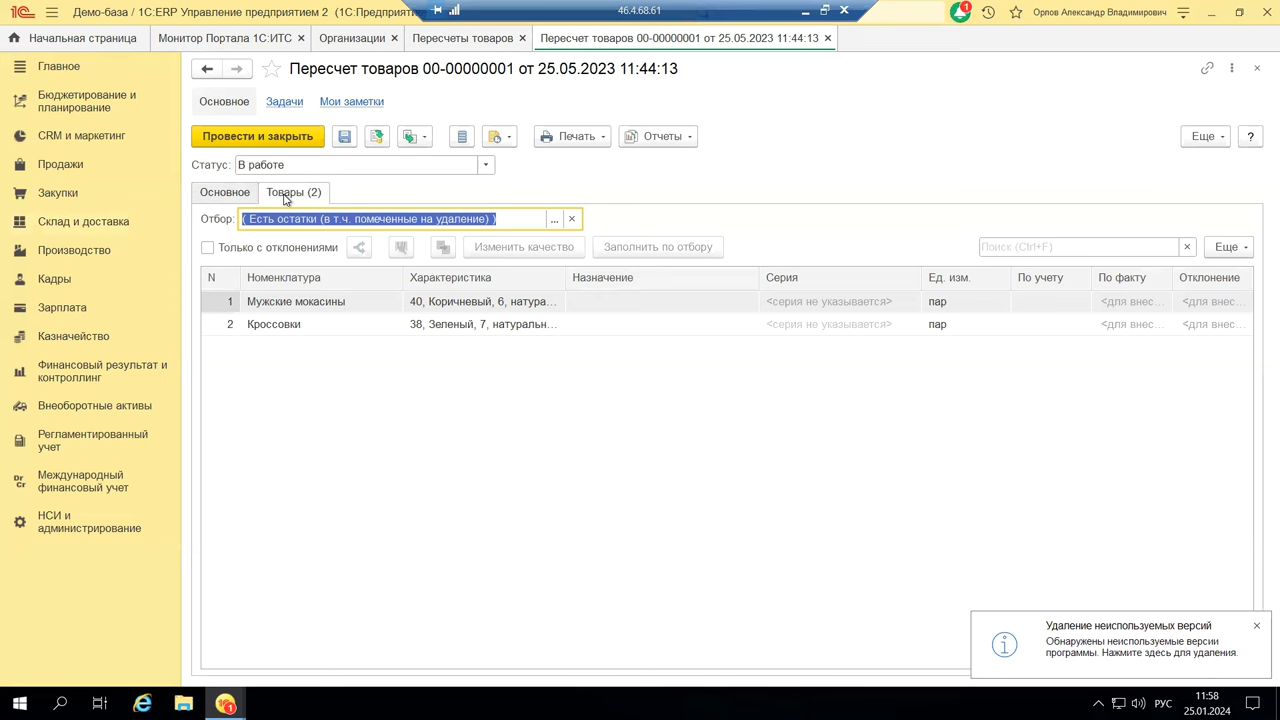 Демо-база / 1С:ERP Управление предприятием 2 (1С:Предприятие
46.4.68.61
1
Орлов Александр Владимирович
Начальная страница
Монитор Портала 1С:ИТС ×
Организации ×
Пересчеты товаров ×
Пересчет товаров 00-00000001 от 25.05.2023 11:44:13 ×
Главное
Бюджетирование и
планирование
CRM и маркетинг
Продажи
Закупки
Склад и доставка
Производство
Кадры
Зарплата
Казначейство
Финансовый результат и
контроллинг
Внеоборотные активы
Регламентированный
учет
Международный
финансовый учет
НСИ и
администрирование
Пересчет товаров 00-00000001 от 25.05.2023 11:44:13
Основное Задачи Мои заметки
Провести и закрыть Печать Отчеты Еще ?
Статус: В работе
Основное Товары (2)
Отбор: ( Есть остатки (в т.ч. помеченные на удаление) ) ... ×
Только с отклонениями Изменить качество Заполнить по отбору Поиск (Ctrl+F) × Еще
N Номенклатура Характеристика Назначение Серия Ед. изм. По учету По факту Отклонение
1 Мужские мокасины 40, Коричневый, 6, натура... <серия не указывается> пар <для внес... <для внес...
2 Кроссовки 38, Зеленый, 7, натуральн... <серия не указывается> пар <для внес... <для внес...
Удаление неиспользуемых версий
Обнаружены неиспользуемые версии
программы. Нажмите здесь для удаления.
РУС
11:58
25.01.2024